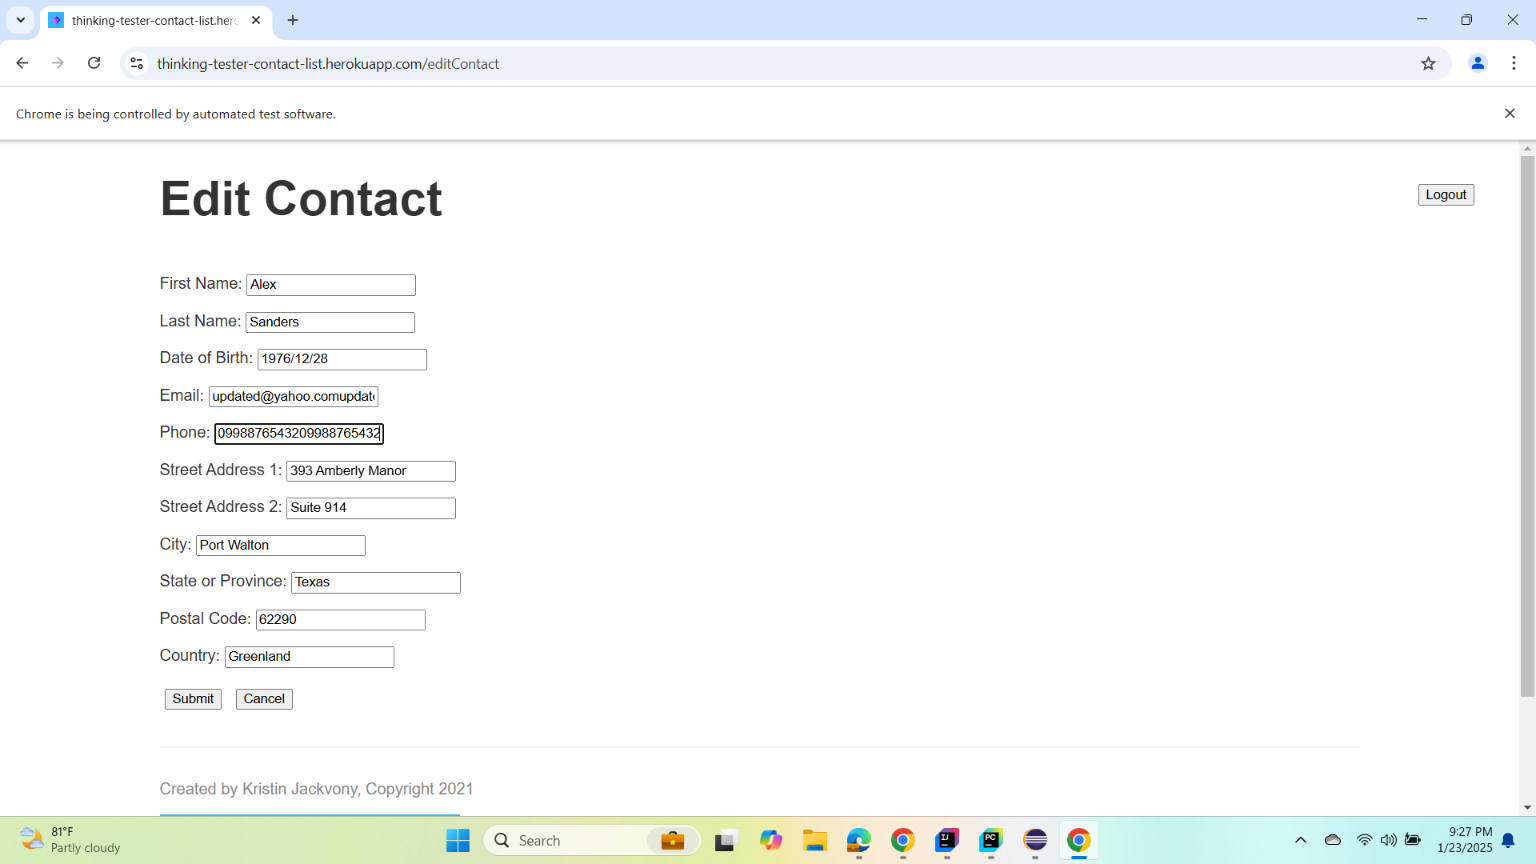 thinking-tester-contact-list.herc
thinking-tester-contact-list.herokuapp.com/editContact
Chrome is being controlled by automated test software.
Edit Contact
Logout
First Name: Alex
Last Name: Sanders
Date of Birth: 1976/12/28
Email: updated@yahoo.comupdat
Phone: 0998876543209988765432
Street Address 1: 393 Amberly Manor
Street Address 2: Suite 914
City: Port Walton
State or Province: Texas
Postal Code: 62290
Country: Greenland
Submit Cancel
Created by Kristin Jackvony, Copyright 2021
81°F
Partly cloudy
Search
IJ
PC
9:27 PM
1/23/2025